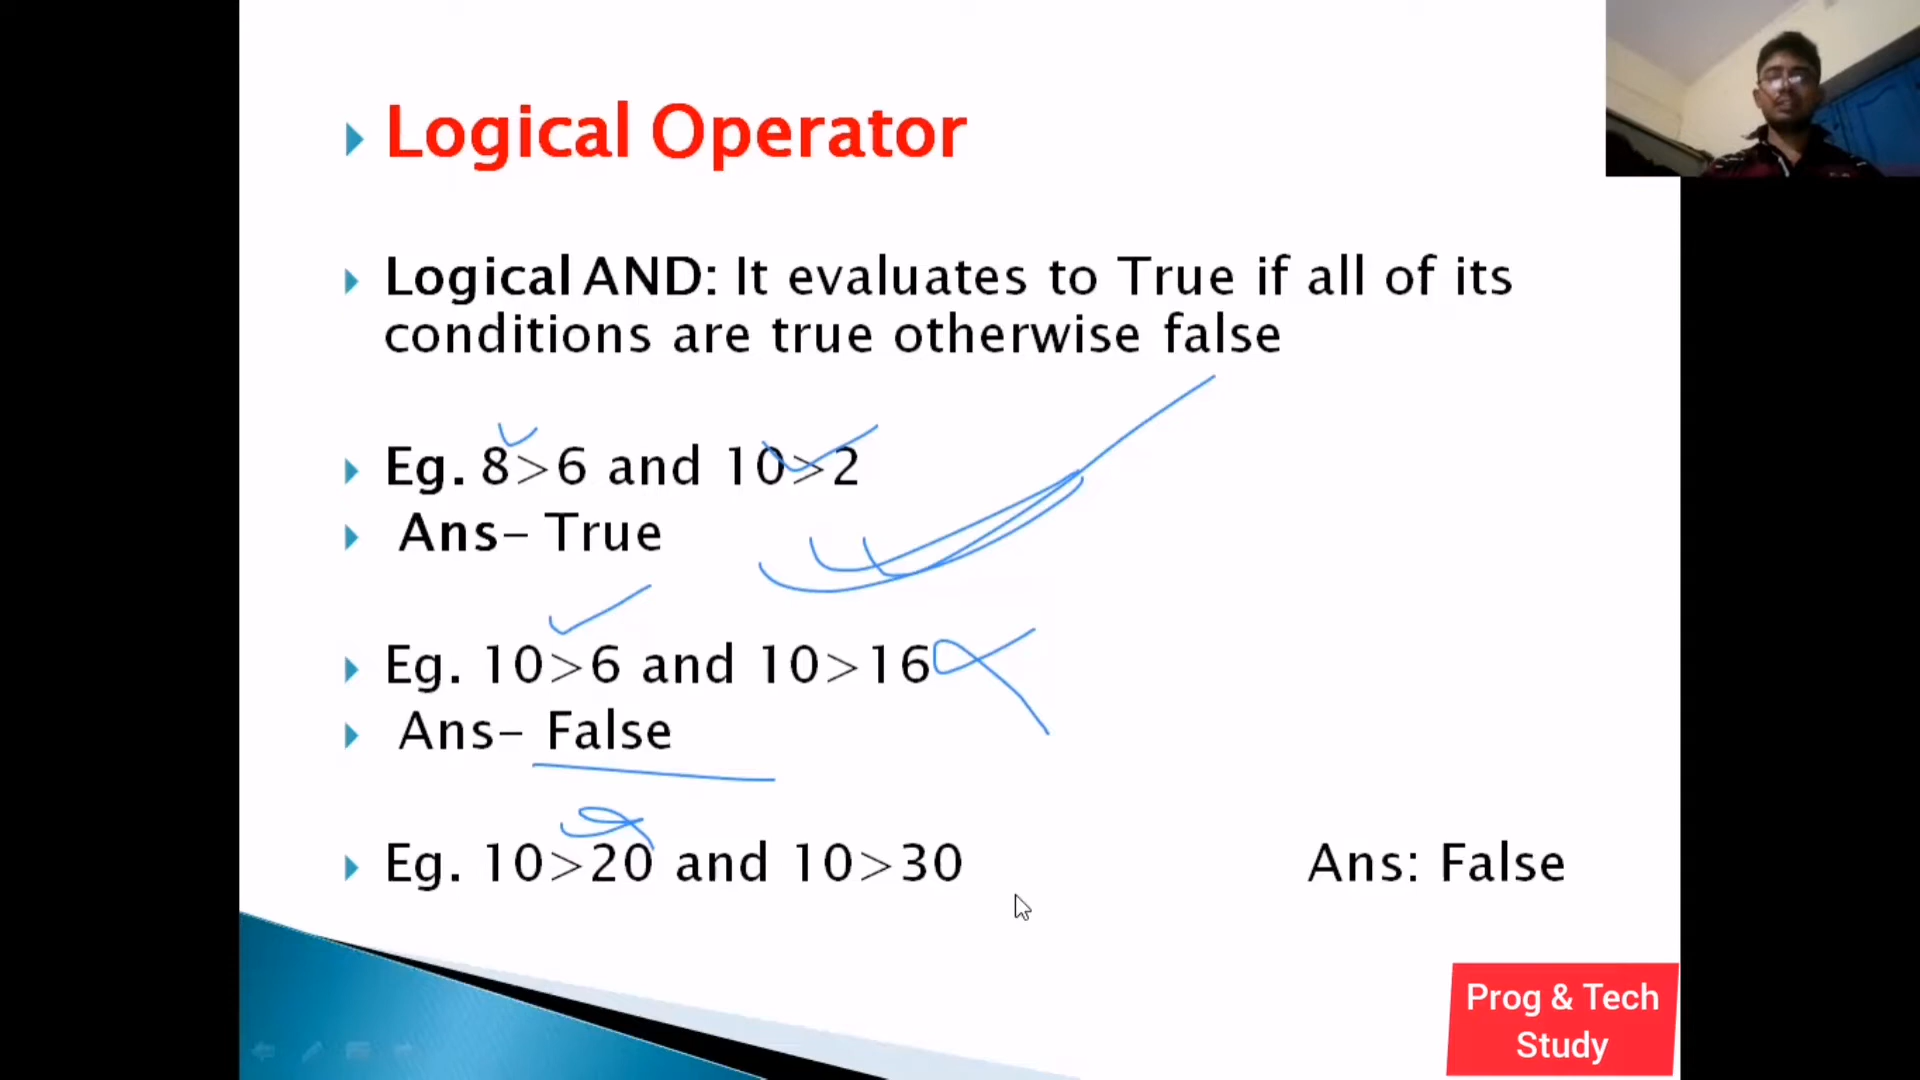 Logical Operator
Logical AND: It evaluates to True if all of its
conditions are true otherwise false
Eg. 8>6 and 10>2
Ans- True
Eg. 10>6 and 10>16
Ans- False
Eg. 10>20 and 10>30 Ans: False
Prog & Tech
Study